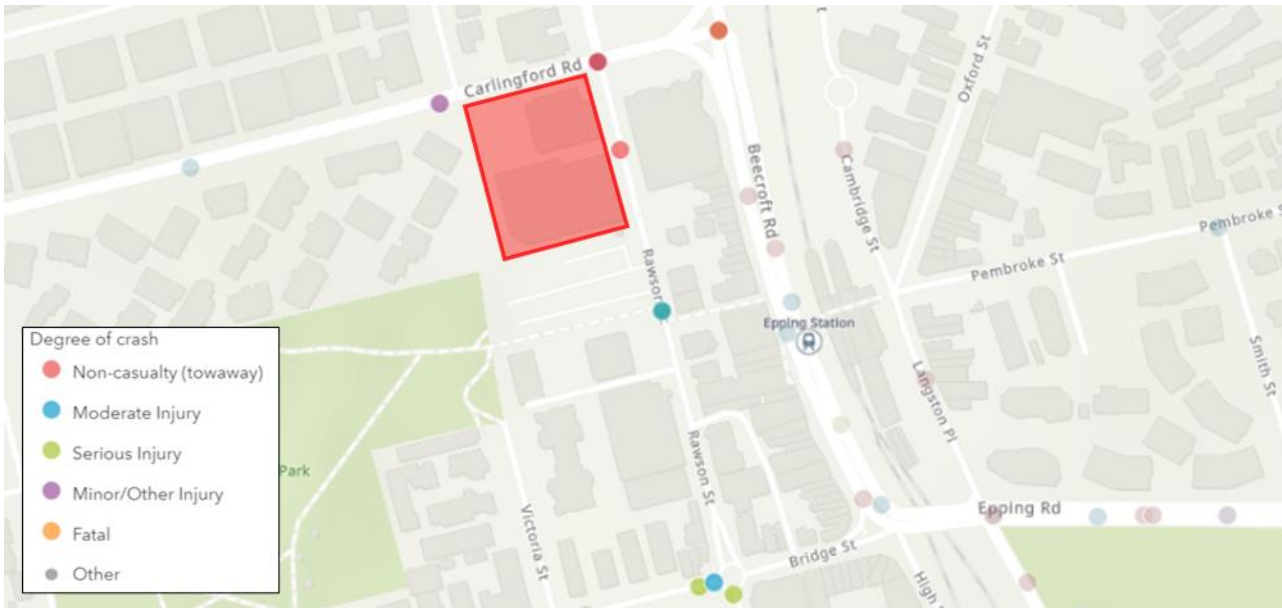 Carlingford Rd
Oxford St
Beecroft Rd
Cambridge St
Pembroke S
Pembroke St
Rawson
Epping Station
Smith St
Langston Pl
Park
Rawson St
Victoria St
Epping Rd
Bridge St
High S
Degree of crash
Non-casualty (towaway)
Moderate Injury
Serious Injury
Minor/Other Injury
Fatal
Other